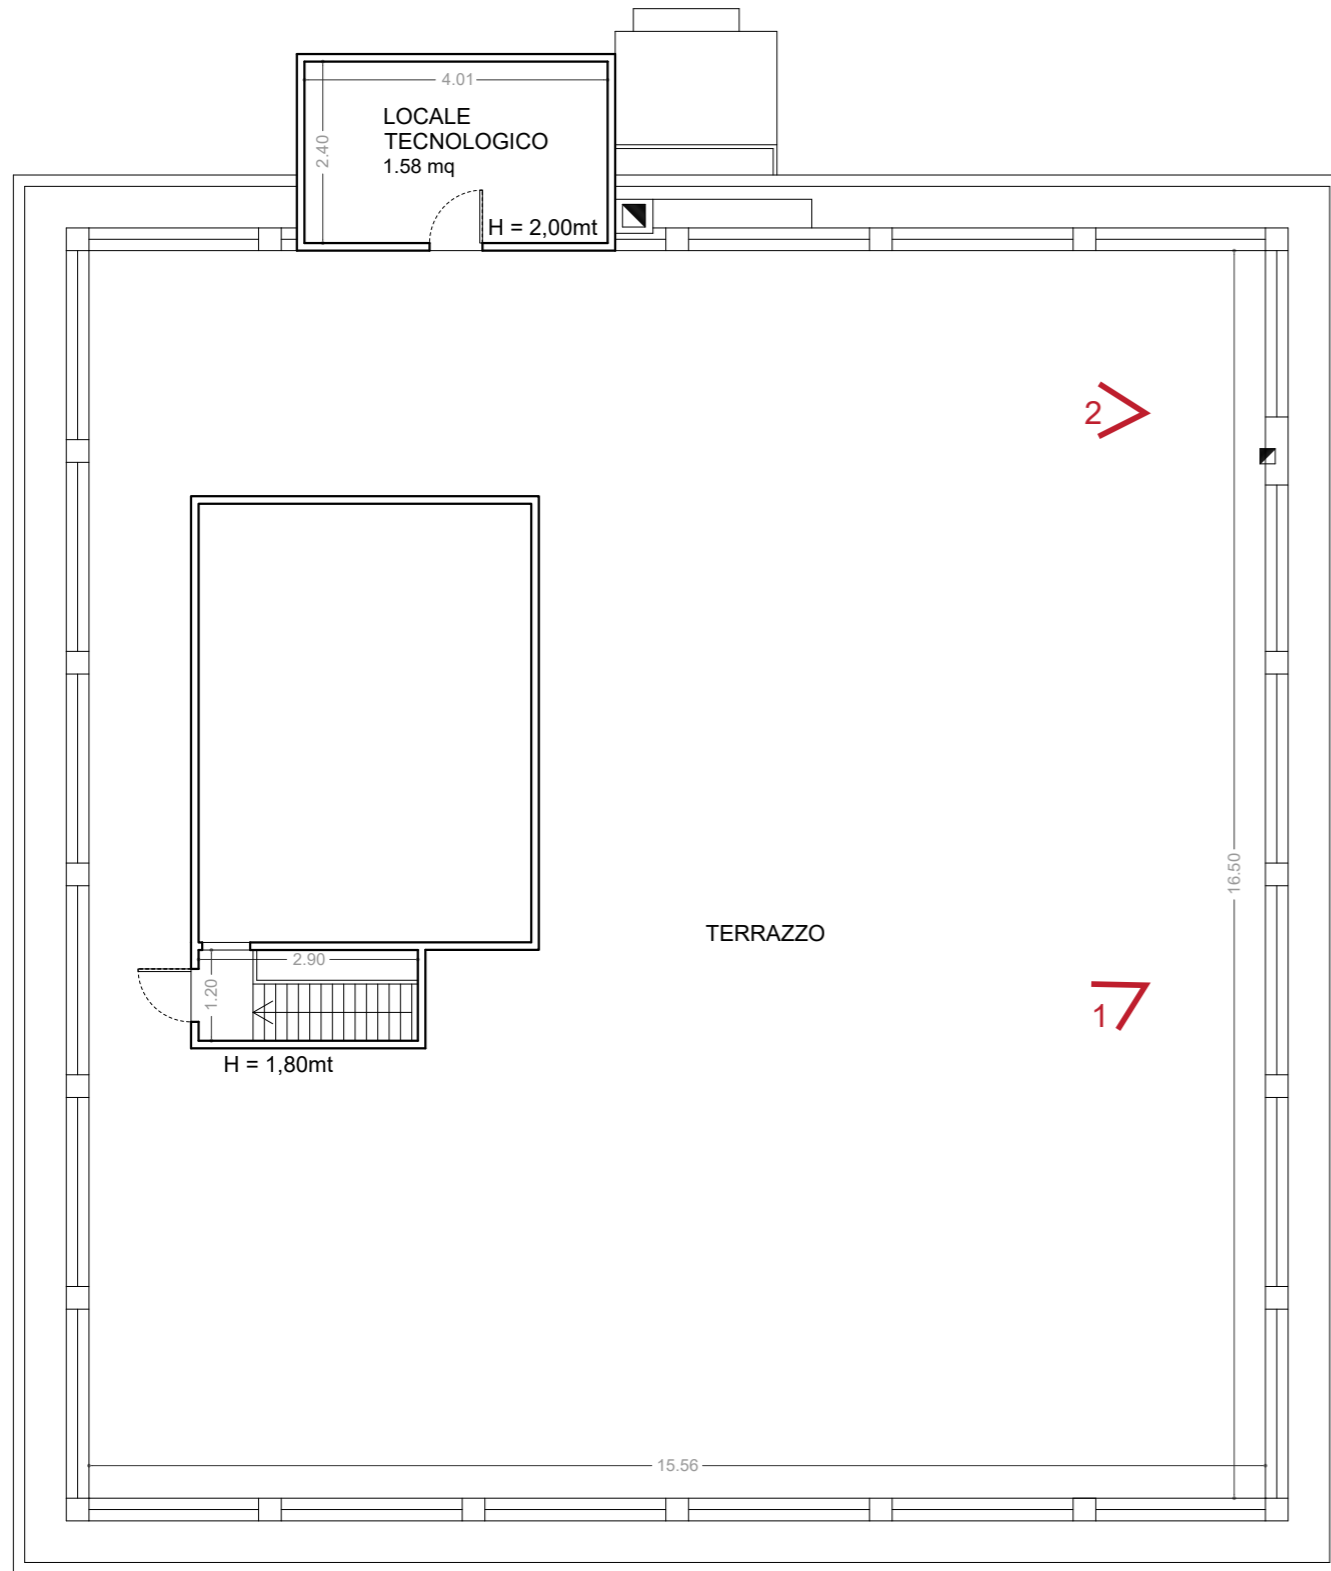 4.01
LOCALE
TECNOLOGICO
1.58 mq
2.40
H = 2,00mt
2
16.50
TERRAZZO
2.90
1.20
1
H = 1,80mt
15.56